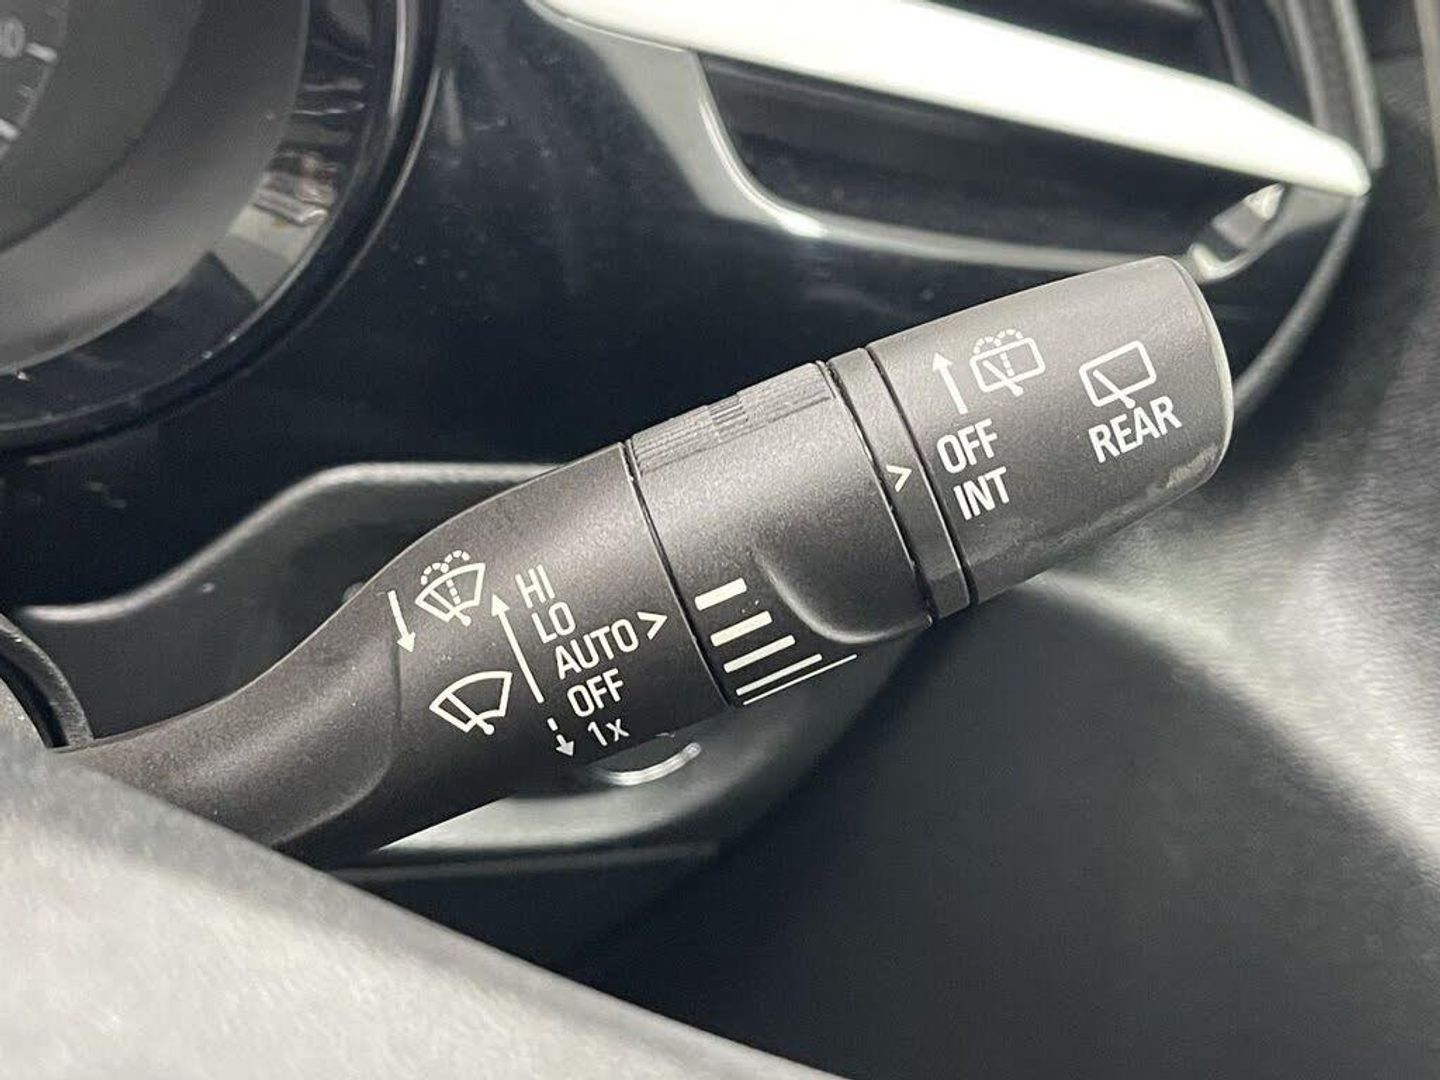 HI
LO
AUTO >
OFF
1x
>
OFF
INT
REAR